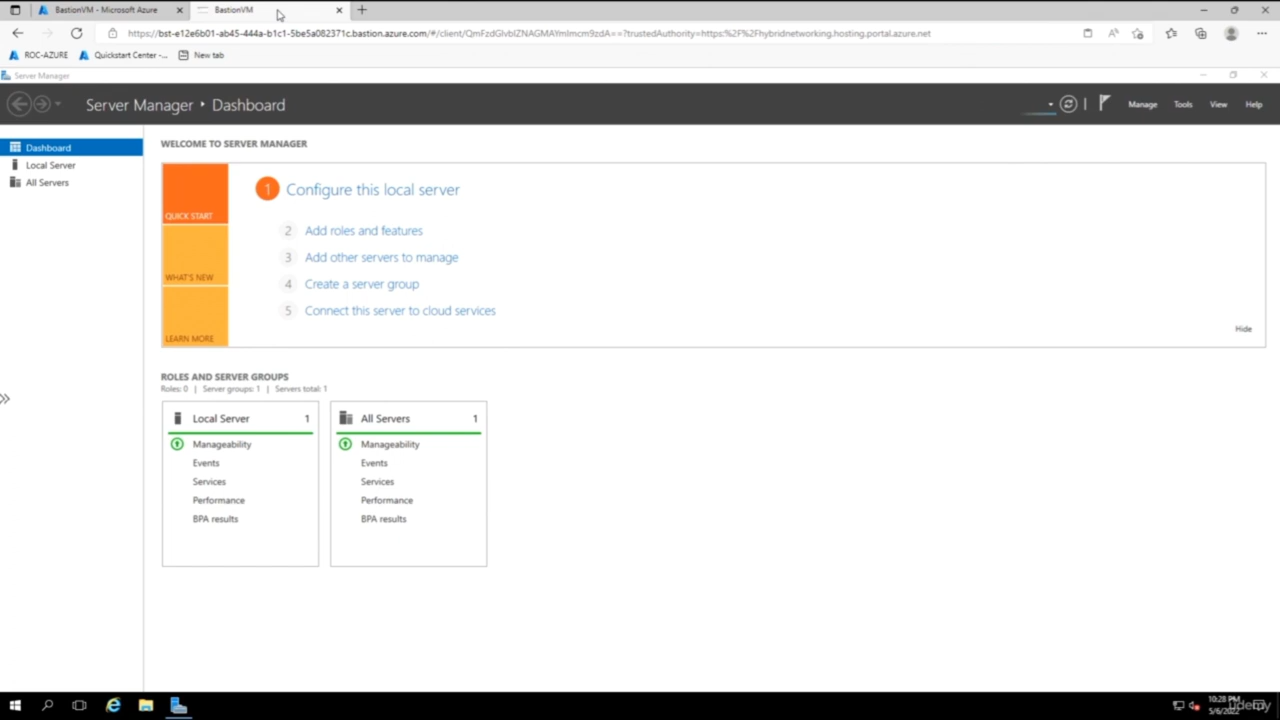 BastionVM - Microsoft Azure
BastionVM
https://bst-e12e6b01-ab45-444a-b1c1-5be5a082371c.bastion.azure.com/#/client/QmFzdGlvblZNAGMAYmlmcm9zdA==?trustedAuthority=https:%2F%2Fhybridnetworking.hosting.portal.azure.net
ROC-AZURE
Quickstart Center -...
New tab
Server Manager
Server Manager • Dashboard
Manage Tools View Help
Dashboard
Local Server
All Servers
WELCOME TO SERVER MANAGER
QUICK START
WHAT'S NEW
LEARN MORE
1 Configure this local server
2 Add roles and features
3 Add other servers to manage
4 Create a server group
5 Connect this server to cloud services
Hide
ROLES AND SERVER GROUPS
Roles: 0 | Server groups: 1 | Servers total: 1
Local Server 1
Manageability
Events
Services
Performance
BPA results
All Servers 1
Manageability
Events
Services
Performance
BPA results
10:28 PM
udemy